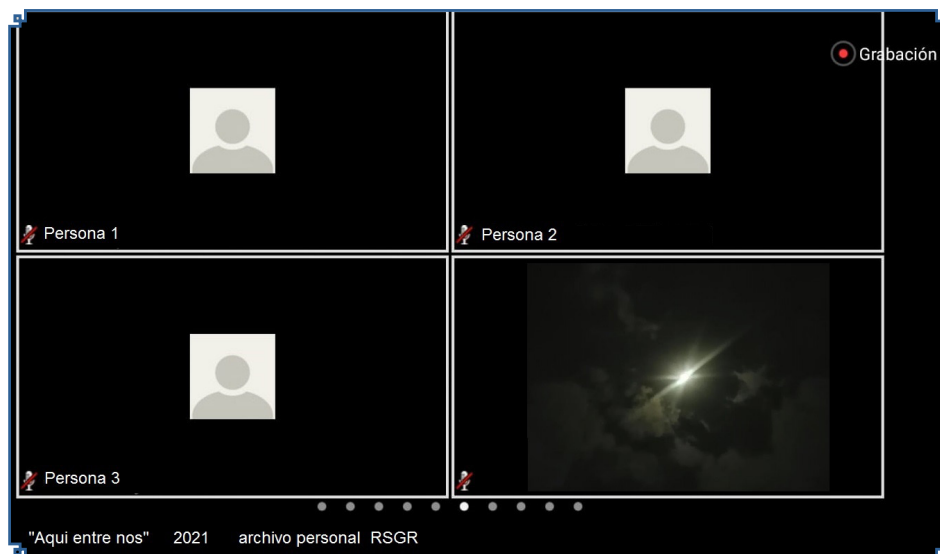 Grabación
Persona 1
Persona 2
Persona 3
"Aqui entre nos" 2021 archivo personal RSGR